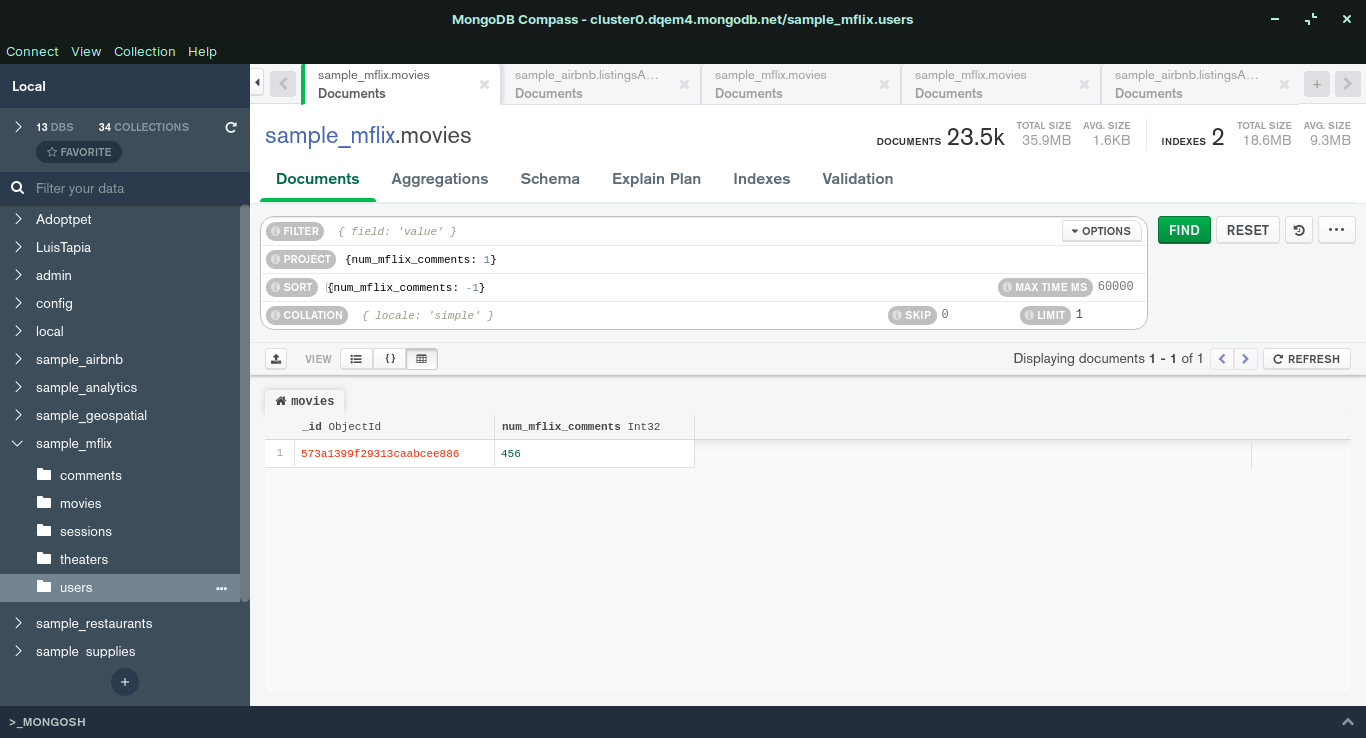 MongoDB Compass - cluster0.dqem4.mongodb.net/sample_mflix.users
Connect View Collection Help
Local
13 DBS 34 COLLECTIONS
FAVORITE
Filter your data
Adoptpet
LuisTapia
admin
config
local
sample_airbnb
sample_analytics
sample_geospatial
sample_mflix
comments
movies
sessions
theaters
users
sample_restaurants
sample_supplies
sample_mflix.movies
Documents
sample_airbnb.listingsA...
Documents
sample_mflix.movies
Documents
sample_mflix.movies
Documents
sample_airbnb.listingsA...
Documents
sample_mflix.movies
DOCUMENTS 23.5k
TOTAL SIZE
35.9MB
AVG. SIZE
1.6KB
INDEXES 2
TOTAL SIZE
18.6MB
AVG. SIZE
9.3MB
Documents Aggregations Schema Explain Plan Indexes Validation
FILTER { field: 'value' } OPTIONS
FIND RESET
PROJECT {num_mflix_comments: 1}
SORT {num_mflix_comments: -1} MAX TIME MS 60000
COLLATION { locale: 'simple' } SKIP 0 LIMIT 1
VIEW {} Displaying documents 1 - 1 of 1 REFRESH
movies
_id ObjectId num_mflix_comments Int32
1 573a1399f29313caabcee886 456
>_MONGOSH